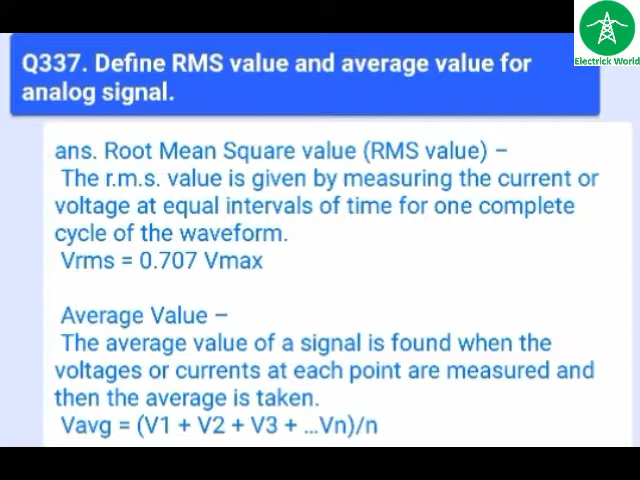 Electrick World
Q337. Define RMS value and average value for
analog signal.
ans. Root Mean Square value (RMS value) –
The r.m.s. value is given by measuring the current or
voltage at equal intervals of time for one complete
cycle of the waveform.
Vrms = 0.707 Vmax
Average Value –
The average value of a signal is found when the
voltages or currents at each point are measured and
then the average is taken.
Vavg = (V1 + V2 + V3 + ...Vn)/n